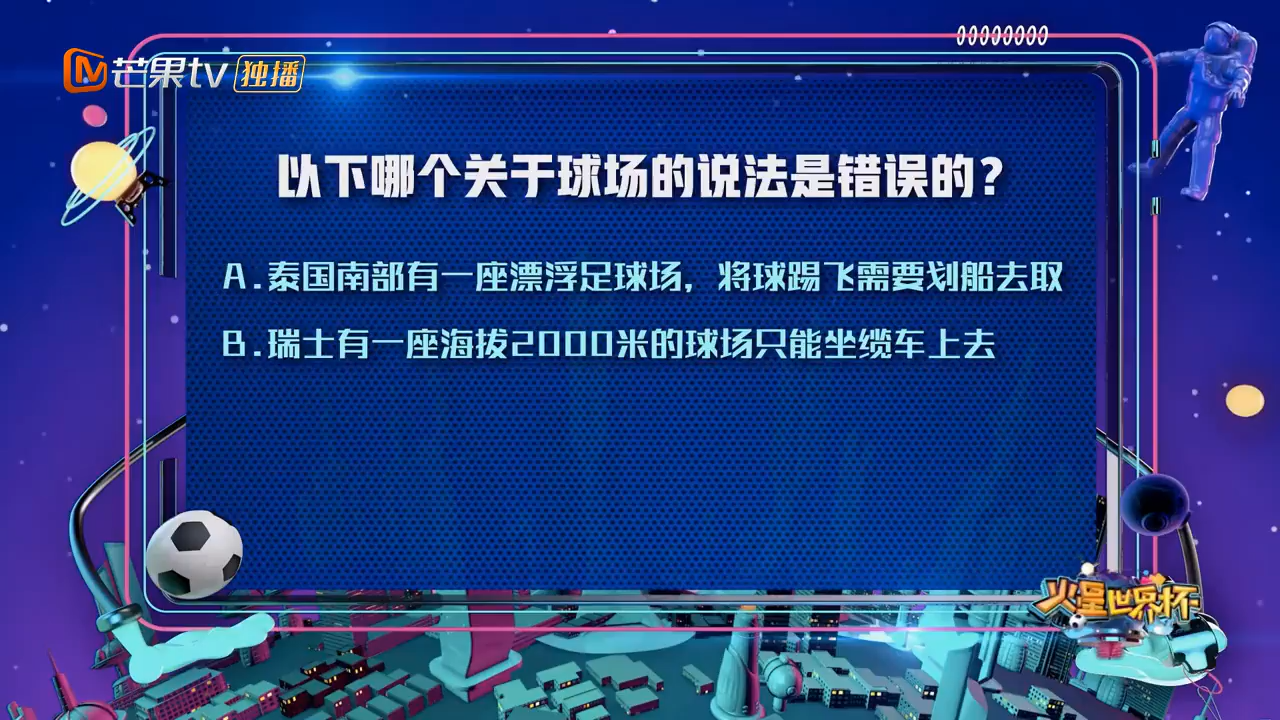 芒果tv 独播
以下哪个关于球场的说法是错误的？
A.泰国南部有一座漂浮足球场，将球踢飞需要划船去取
B.瑞士有一座海拔2000米的球场只能坐缆车上去
火星世界杯